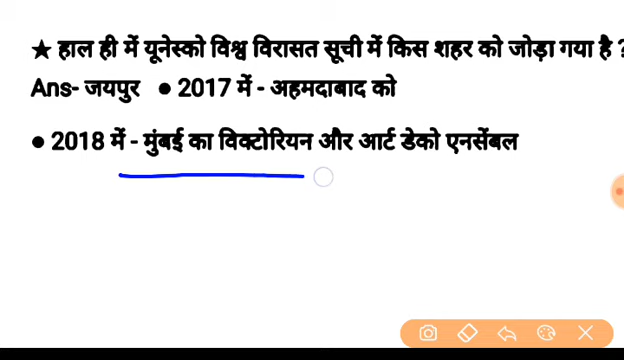 ★ हाल ही में यूनेस्को विश्व विरासत सूची में किस शहर को जोड़ा गया है ?
Ans- जयपुर ● 2017 में - अहमदाबाद को
● 2018 में - मुंबई का विक्टोरियन और आर्ट डेको एनसेंबल